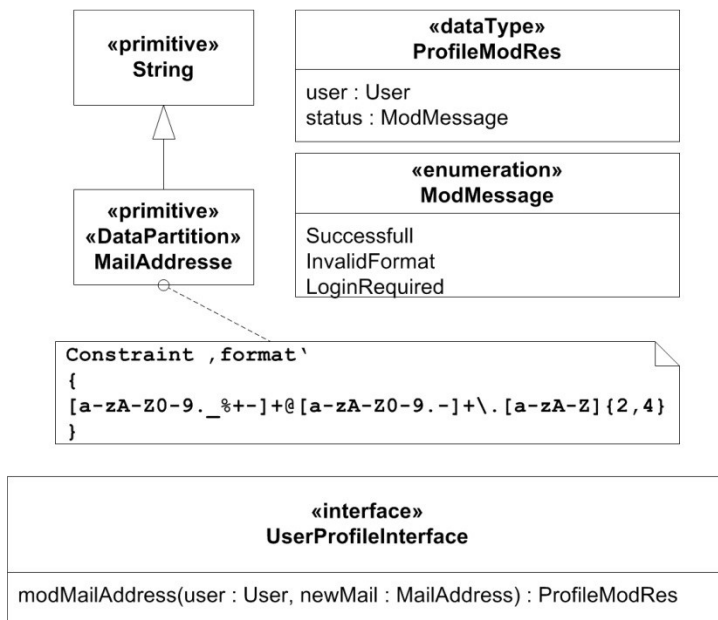 «primitive»
String
«dataType»
ProfileModRes
user : User
status : ModMessage
«primitive»
«DataPartition»
MailAddresse
«enumeration»
ModMessage
Successfull
InvalidFormat
LoginRequired
Constraint ‚format‘
{
[a-zA-Z0-9._%+-]+@[a-zA-Z0-9.-]+\.[a-zA-Z]{2,4}
}
«interface»
UserProfileInterface
modMailAddress(user : User, newMail : MailAddress) : ProfileModRes